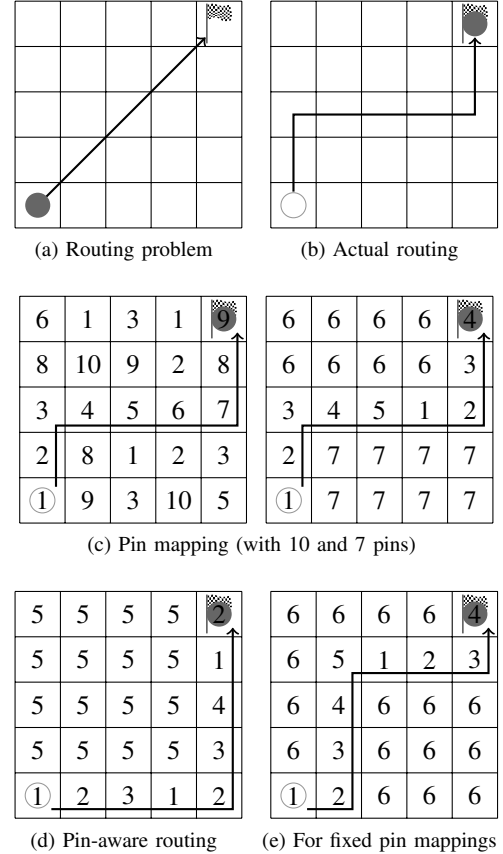 (a) Routing problem (b) Actual routing
6 1 3 1 9 6 6 6 6 4
8 10 9 2 8 6 6 6 6 3
3 4 5 6 7 3 4 5 1 2
2 8 1 2 3 2 7 7 7 7
1 9 3 10 5 1 7 7 7 7
(c) Pin mapping (with 10 and 7 pins)
5 5 5 5 2 6 6 6 6 4
5 5 5 5 1 6 5 1 2 3
5 5 5 5 4 6 4 6 6 6
5 5 5 5 3 6 3 6 6 6
1 2 3 1 2 1 2 6 6 6
(d) Pin-aware routing (e) For fixed pin mappings